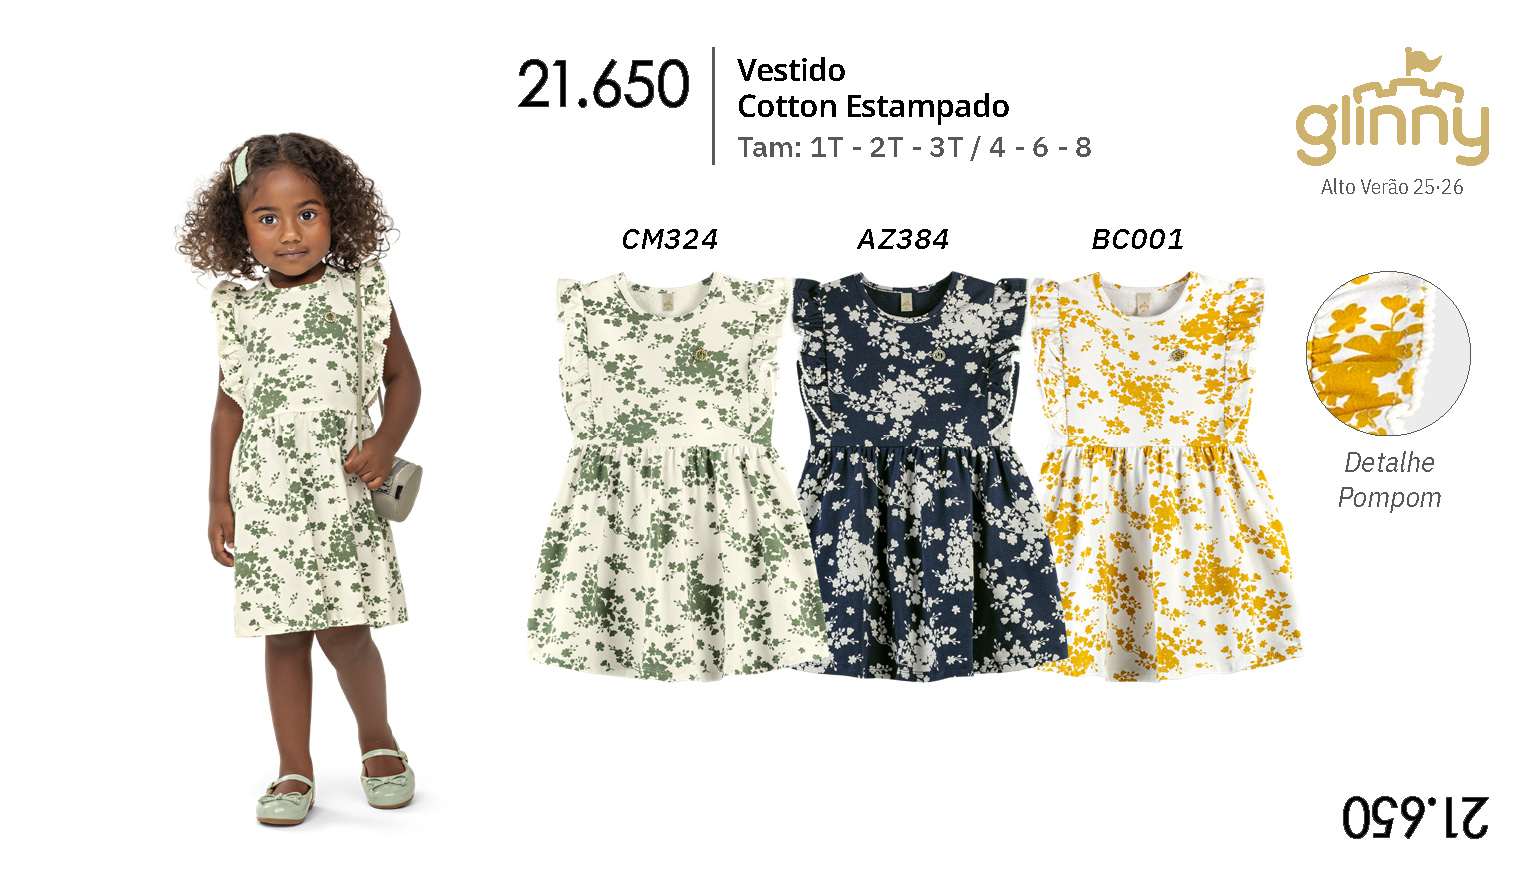 21.650
Vestido
Cotton Estampado
Tam: 1T - 2T - 3T / 4 - 6 - 8
glinny
Alto Verão 25·26
CM324
AZ384
BC001
Detalhe
Pompom
21.650